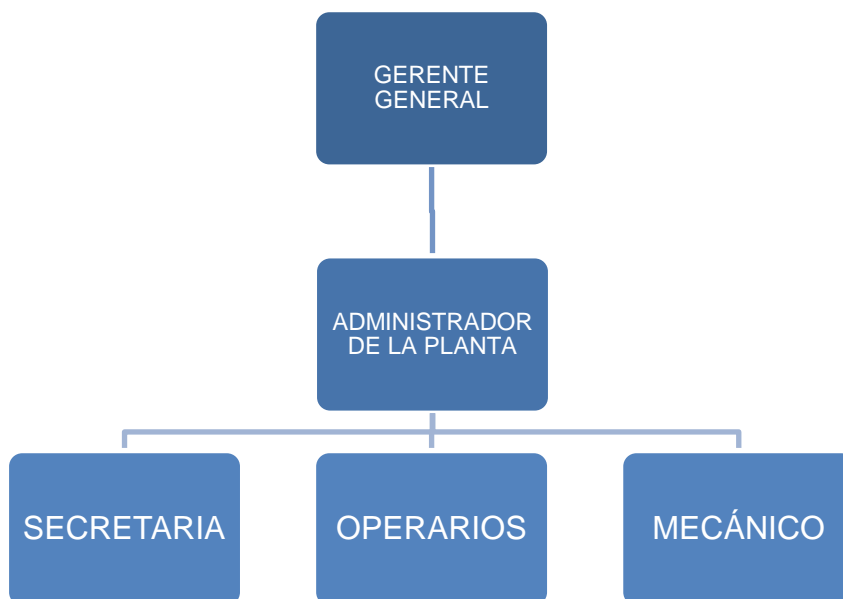 GERENTE
GENERAL
ADMINISTRADOR
DE LA PLANTA
SECRETARIA
OPERARIOS
MECÁNICO